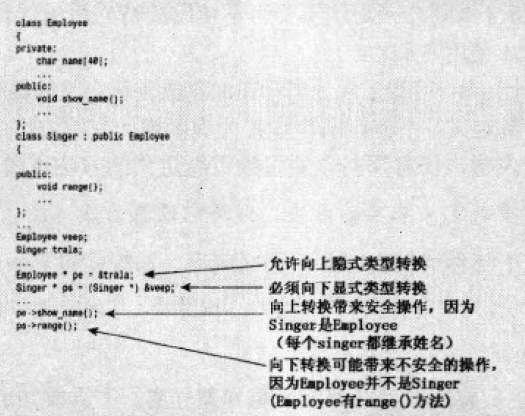 class Employee
{
private:
char name[40];
...
public:
void show_name();
...
};
class Singer : public Employee
{
...
public:
void range();
...
};
...
Employee veep;
Singer trala;
...
Employee * pe = &trala;
允许向上隐式类型转换
Singer * ps = (Singer *) &veep;
必须向下显式类型转换
...
pe->show_name();
向上转换带来安全操作，因为
Singer是Employee
（每个singer都继承姓名）
ps->range();
向下转换可能带来不安全的操作，
因为Employee并不是Singer
(Employee有range()方法)